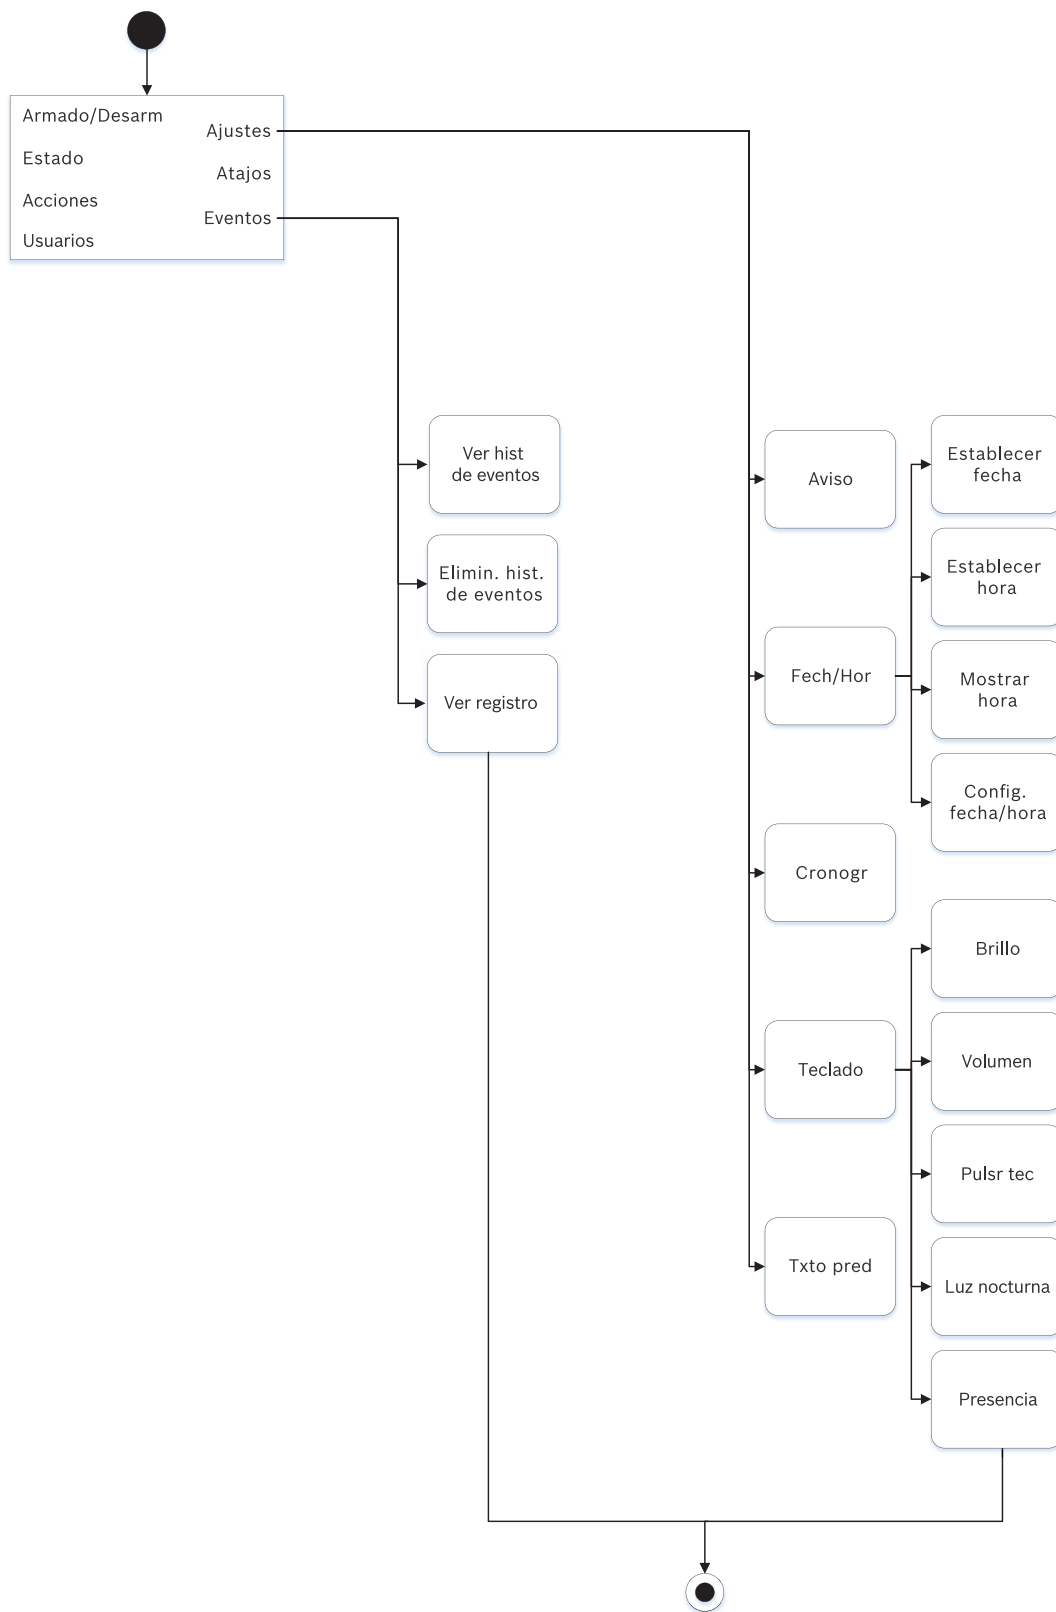 Armado/Desarm
Estado
Acciones
Usuarios
Ajustes
Atajos
Eventos
Ver hist
de eventos
Elimin. hist.
de eventos
Ver registro
Aviso
Fech/Hor
Cronogr
Teclado
Txto pred
Establecer
fecha
Establecer
hora
Mostrar
hora
Config.
fecha/hora
Brillo
Volumen
Pulsr tec
Luz nocturna
Presencia